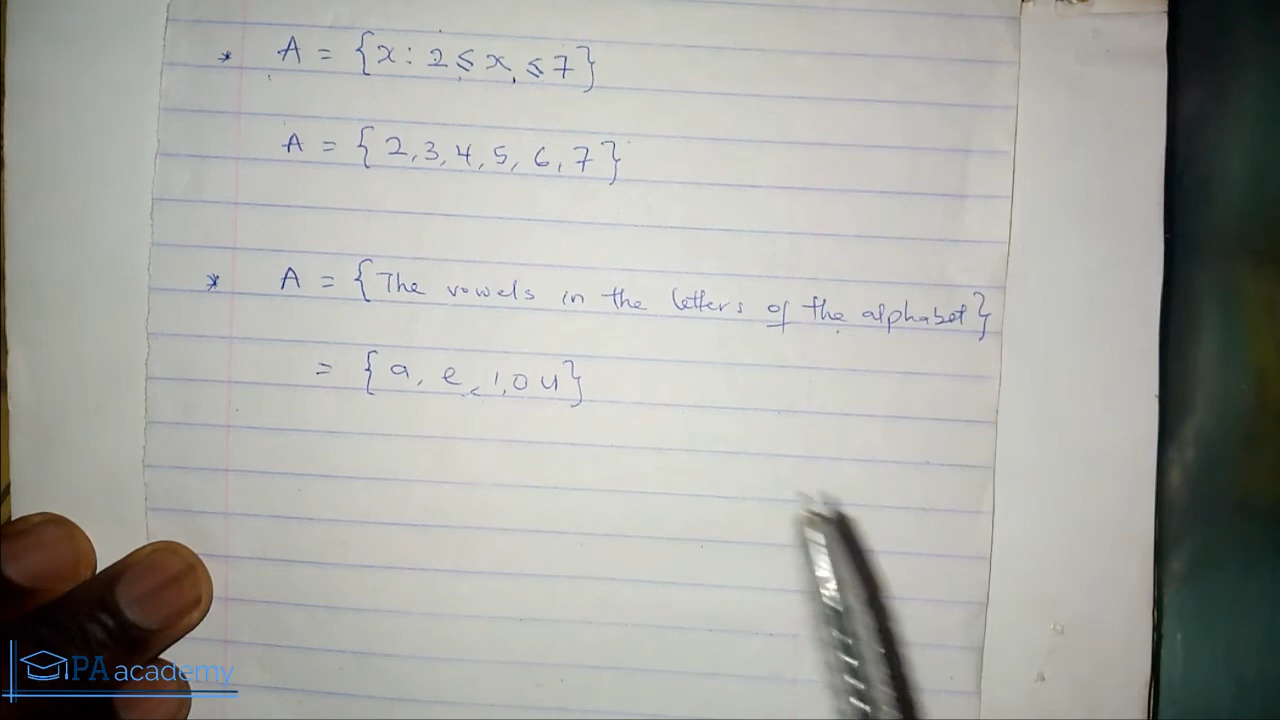 * A = {x: 2 ≤ x ≤ 7}
A = {2, 3, 4, 5, 6, 7}
* A = {The vowels in the letters of the alphabet}
= {a, e, i, o u}
PA academy